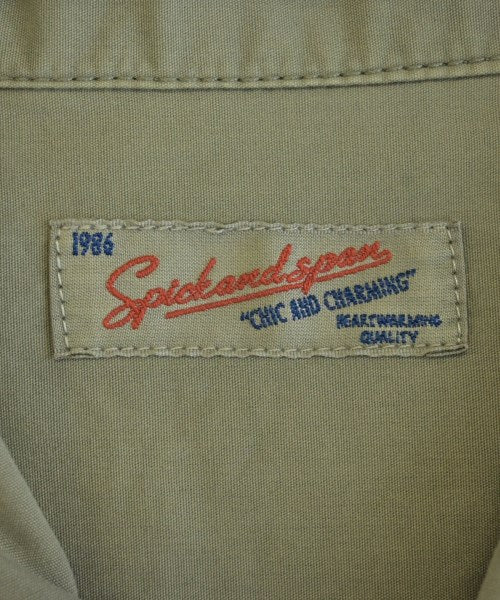 1986
Spickandspan
"CHIC AND CHARMING"
HEARTWARMING
QUALITY